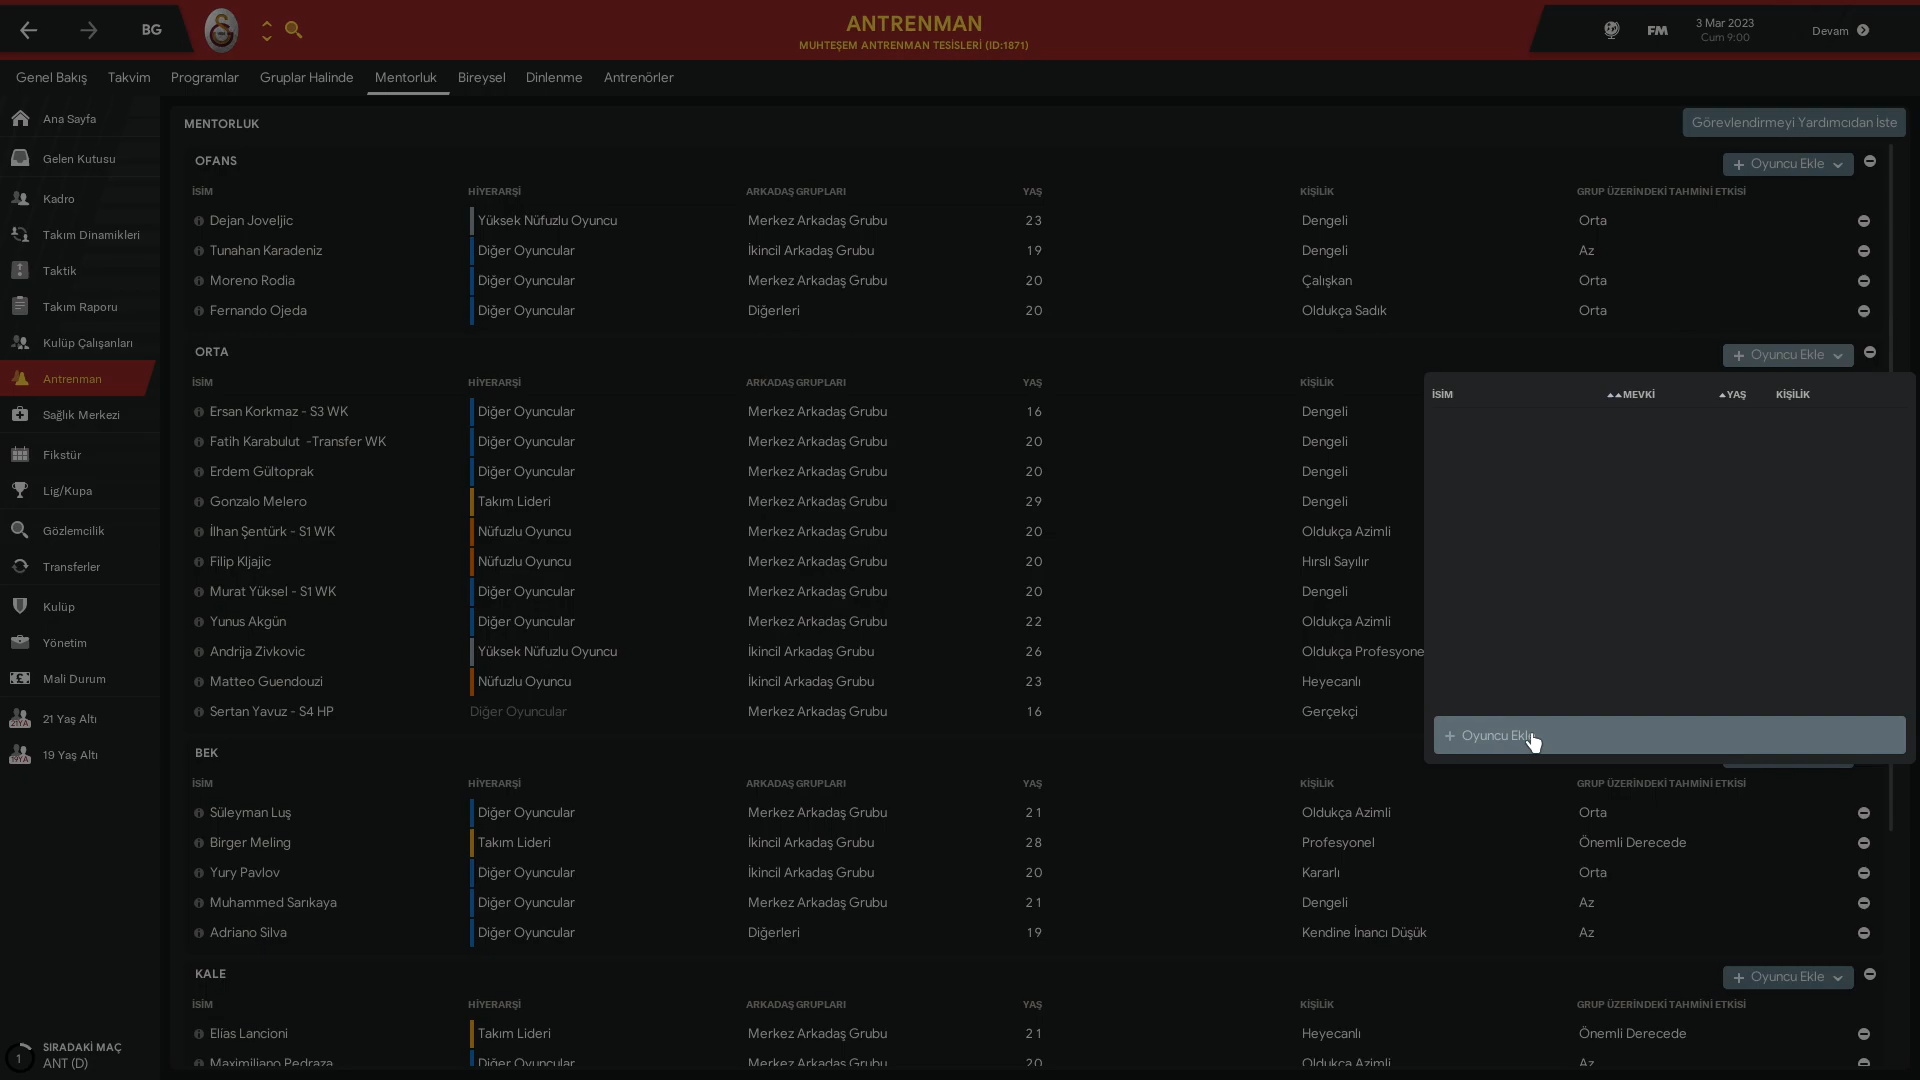 BG
ANTRENMAN
MUHTEŞEM ANTRENMAN TESİSLERİ (ID:1871)
FM
3 Mar 2023
Cum 9:00
Devam
Genel Bakış Takvim Programlar Gruplar Halinde Mentorluk Bireysel Dinlenme Antrenörler
Ana Sayfa
Gelen Kutusu
Kadro
Takım Dinamikleri
Taktik
Takım Raporu
Kulüp Çalışanları
Antrenman
Sağlık Merkezi
Fikstür
Lig/Kupa
Gözlemcilik
Transferler
Kulüp
Yönetim
Mali Durum
21YA 21 Yaş Altı
19YA 19 Yaş Altı
1
SIRADAKİ MAÇ
ANT (D)
MENTORLUK
Görevlendirmeyi Yardımcıdan İste
OFANS
+ Oyuncu Ekle
İSİM HİYERARŞİ ARKADAŞ GRUPLARI YAŞ KİŞİLİK GRUP ÜZERİNDEKİ TAHMİNİ ETKİSİ
Dejan Joveljic Yüksek Nüfuzlu Oyuncu Merkez Arkadaş Grubu 23 Dengeli Orta
Tunahan Karadeniz Diğer Oyuncular İkincil Arkadaş Grubu 19 Dengeli Az
Moreno Rodia Diğer Oyuncular Merkez Arkadaş Grubu 20 Çalışkan Orta
Fernando Ojeda Diğer Oyuncular Diğerleri 20 Oldukça Sadık Orta
ORTA
+ Oyuncu Ekle
İSİM HİYERARŞİ ARKADAŞ GRUPLARI YAŞ KİŞİLİK
Ersan Korkmaz - S3 WK Diğer Oyuncular Merkez Arkadaş Grubu 16 Dengeli
Fatih Karabulut -Transfer WK Diğer Oyuncular Merkez Arkadaş Grubu 20 Dengeli
Erdem Gültoprak Diğer Oyuncular Merkez Arkadaş Grubu 20 Dengeli
Gonzalo Melero Takım Lideri Merkez Arkadaş Grubu 29 Dengeli
İlhan Şentürk - S1 WK Nüfuzlu Oyuncu Merkez Arkadaş Grubu 20 Oldukça Azimli
Filip Kljajic Nüfuzlu Oyuncu Merkez Arkadaş Grubu 20 Hırslı Sayılır
Murat Yüksel - S1 WK Diğer Oyuncular Merkez Arkadaş Grubu 20 Dengeli
Yunus Akgün Diğer Oyuncular Merkez Arkadaş Grubu 22 Oldukça Azimli
Andrija Zivkovic Yüksek Nüfuzlu Oyuncu İkincil Arkadaş Grubu 26 Oldukça Profesyone
Matteo Guendouzi Nüfuzlu Oyuncu İkincil Arkadaş Grubu 23 Heyecanlı
Sertan Yavuz - S4 HP Diğer Oyuncular Merkez Arkadaş Grubu 16 Gerçekçi
İSİM MEVKİ YAŞ KİŞİLİK
+ Oyuncu Ekle
BEK
İSİM HİYERARŞİ ARKADAŞ GRUPLARI YAŞ KİŞİLİK GRUP ÜZERİNDEKİ TAHMİNİ ETKİSİ
Süleyman Luş Diğer Oyuncular Merkez Arkadaş Grubu 21 Oldukça Azimli Orta
Birger Meling Takım Lideri İkincil Arkadaş Grubu 28 Profesyonel Önemli Derecede
Yury Pavlov Diğer Oyuncular İkincil Arkadaş Grubu 20 Kararlı Orta
Muhammed Sarıkaya Diğer Oyuncular Merkez Arkadaş Grubu 21 Dengeli Az
Adriano Silva Diğer Oyuncular Diğerleri 19 Kendine İnancı Düşük Az
KALE
+ Oyuncu Ekle
İSİM HİYERARŞİ ARKADAŞ GRUPLARI YAŞ KİŞİLİK GRUP ÜZERİNDEKİ TAHMİNİ ETKİSİ
Elías Lancioni Takım Lideri Merkez Arkadaş Grubu 21 Heyecanlı Önemli Derecede
Maximiliano Pedraza Diğer Oyuncular Merkez Arkadaş Grubu 20 Oldukça Azimli Az